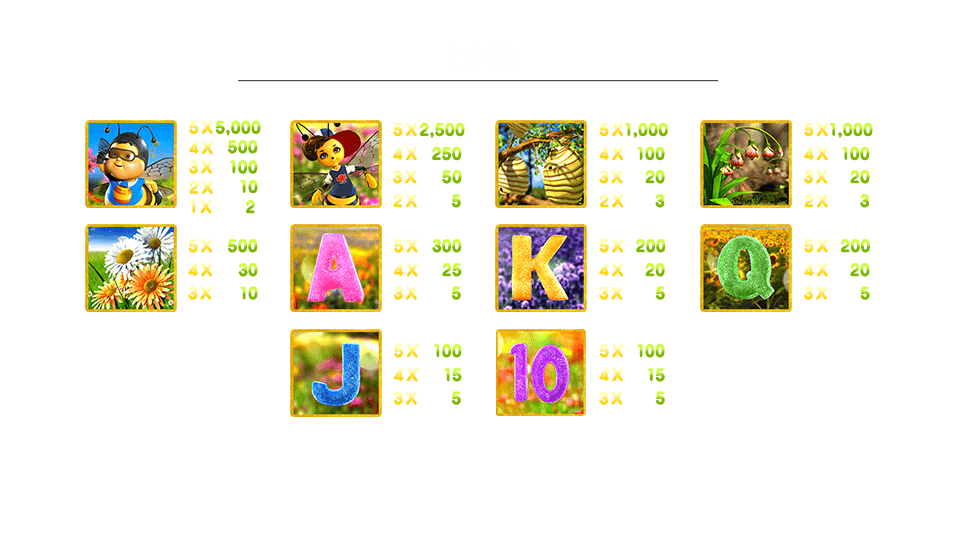 5X 5,000
4X 500
3X 100
2X 10
1X 2
5X 2,500
4X 250
3X 50
2X 5
5X 1,000
4X 100
3X 20
2X 3
5X 1,000
4X 100
3X 20
2X 3
5X 500
4X 30
3X 10
A
5X 300
4X 25
3X 5
K
5X 200
4X 20
3X 5
Q
5X 200
4X 20
3X 5
J
5X 100
4X 15
3X 5
10
5X 100
4X 15
3X 5